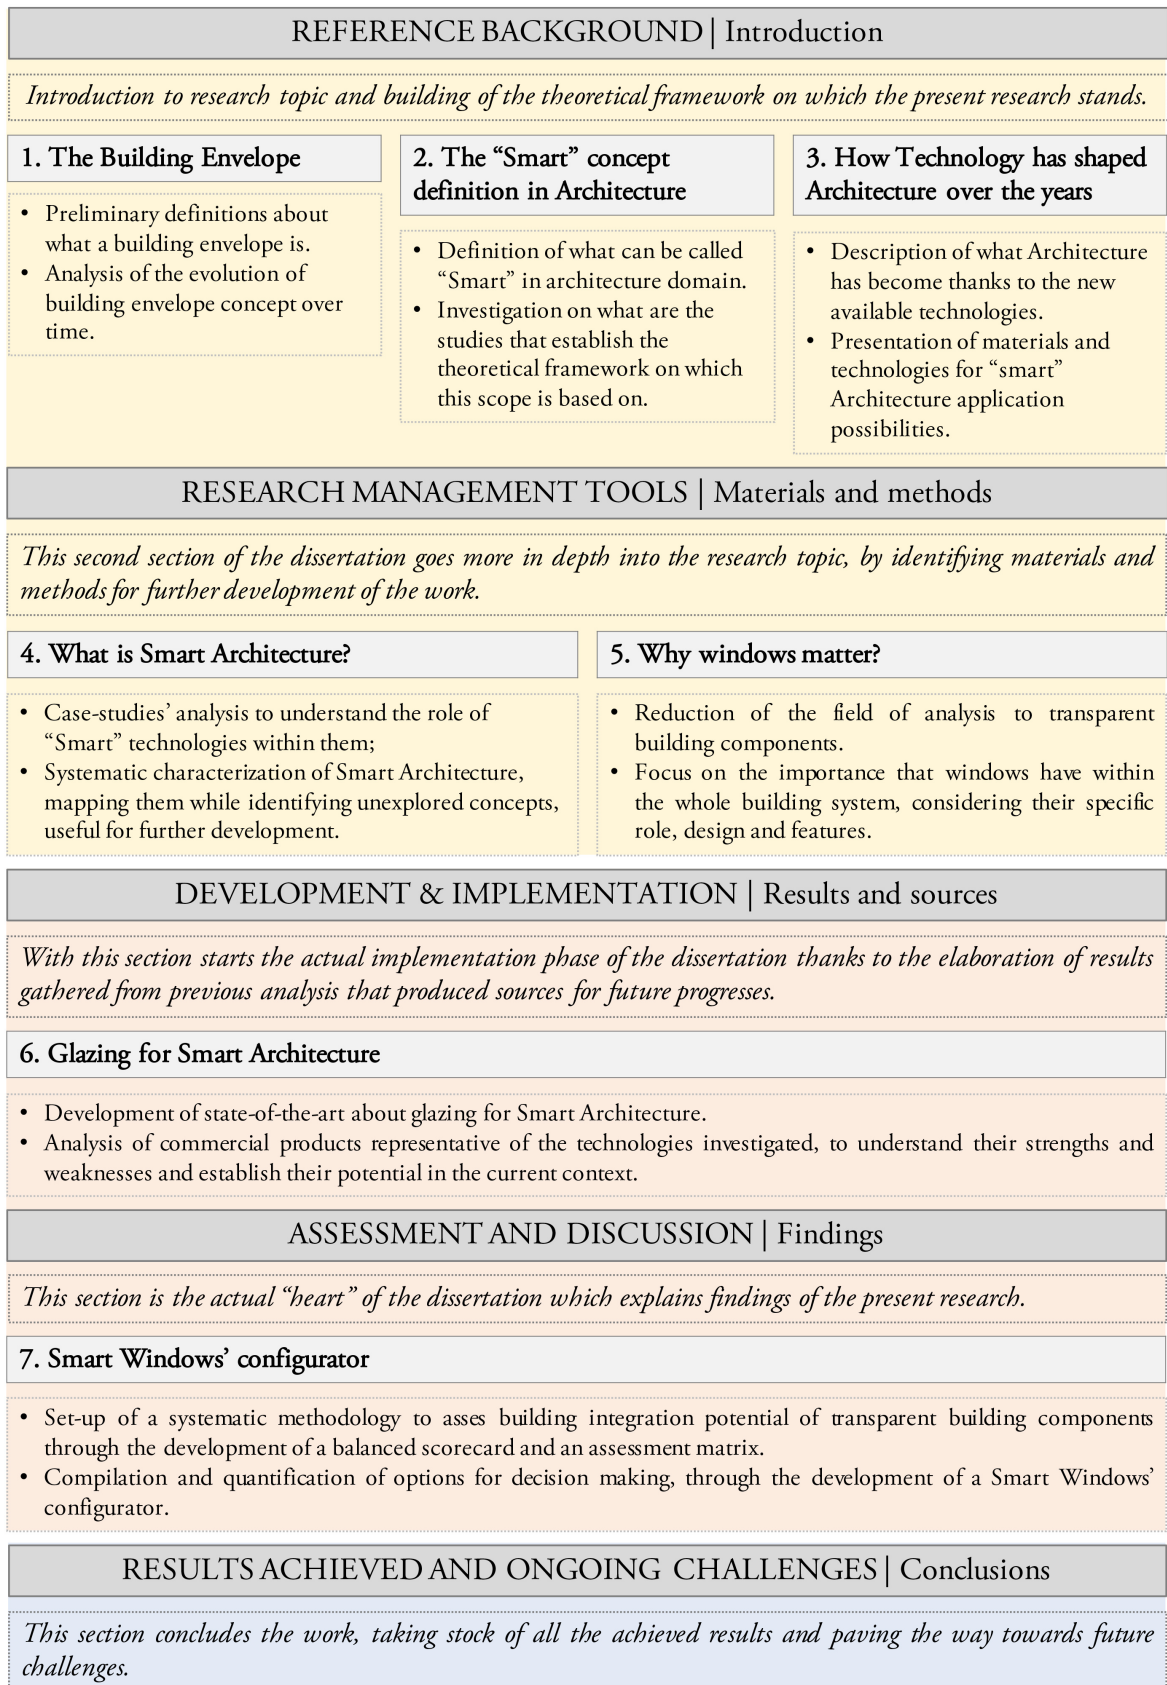 REFERENCE BACKGROUND | Introduction
Introduction to research topic and building of the theoretical framework on which the present research stands.
1. The Building Envelope
• Preliminary definitions about
what a building envelope is.
• Analysis of the evolution of
building envelope concept over
time.
2. The “Smart” concept
definition in Architecture
• Definition of what can be called
“Smart” in architecture domain.
• Investigation on what are the
studies that establish the
theoretical framework on which
this scope is based on.
3. How Technology has shaped
Architecture over the years
• Description of what Architecture
has become thanks to the new
available technologies.
• Presentation of materials and
technologies for “smart”
Architecture application
possibilities.
RESEARCH MANAGEMENT TOOLS | Materials and methods
This second section of the dissertation goes more in depth into the research topic, by identifying materials and
methods for further development of the work.
4. What is Smart Architecture?
• Case-studies’ analysis to understand the role of
“Smart” technologies within them;
• Systematic characterization of Smart Architecture,
mapping them while identifying unexplored concepts,
useful for further development.
5. Why windows matter?
• Reduction of the field of analysis to transparent
building components.
• Focus on the importance that windows have within
the whole building system, considering their specific
role, design and features.
DEVELOPMENT & IMPLEMENTATION | Results and sources
With this section starts the actual implementation phase of the dissertation thanks to the elaboration of results
gathered from previous analysis that produced sources for future progresses.
6. Glazing for Smart Architecture
• Development of state-of-the-art about glazing for Smart Architecture.
• Analysis of commercial products representative of the technologies investigated, to understand their strengths and
weaknesses and establish their potential in the current context.
ASSESSMENT AND DISCUSSION | Findings
This section is the actual “heart” of the dissertation which explains findings of the present research.
7. Smart Windows’ configurator
• Set-up of a systematic methodology to asses building integration potential of transparent building components
through the development of a balanced scorecard and an assessment matrix.
• Compilation and quantification of options for decision making, through the development of a Smart Windows’
configurator.
RESULTS ACHIEVED AND ONGOING CHALLENGES | Conclusions
This section concludes the work, taking stock of all the achieved results and paving the way towards future
challenges.